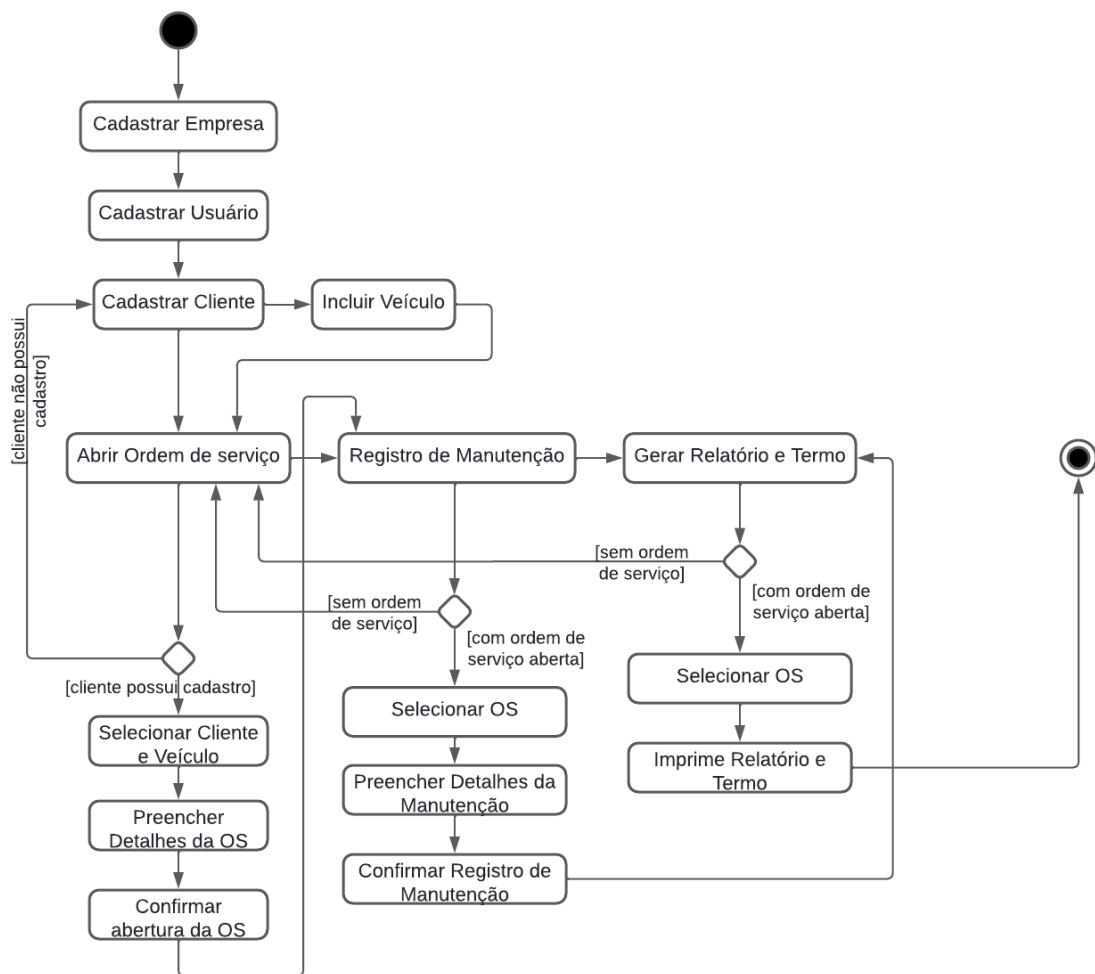 Cadastrar Empresa
Cadastrar Usuário
Cadastrar Cliente
Incluir Veículo
[cliente não possui
cadastro]
Abrir Ordem de serviço
Registro de Manutenção
Gerar Relatório e Termo
[sem ordem
de serviço]
[com ordem de
serviço aberta]
[sem ordem
de serviço]
[com ordem de
serviço aberta]
[cliente possui cadastro]
Selecionar Cliente
e Veículo
Preencher
Detalhes da OS
Confirmar
abertura da OS
Selecionar OS
Preencher Detalhes da
Manutenção
Confirmar Registro de
Manutenção
Selecionar OS
Imprime Relatório e
Termo